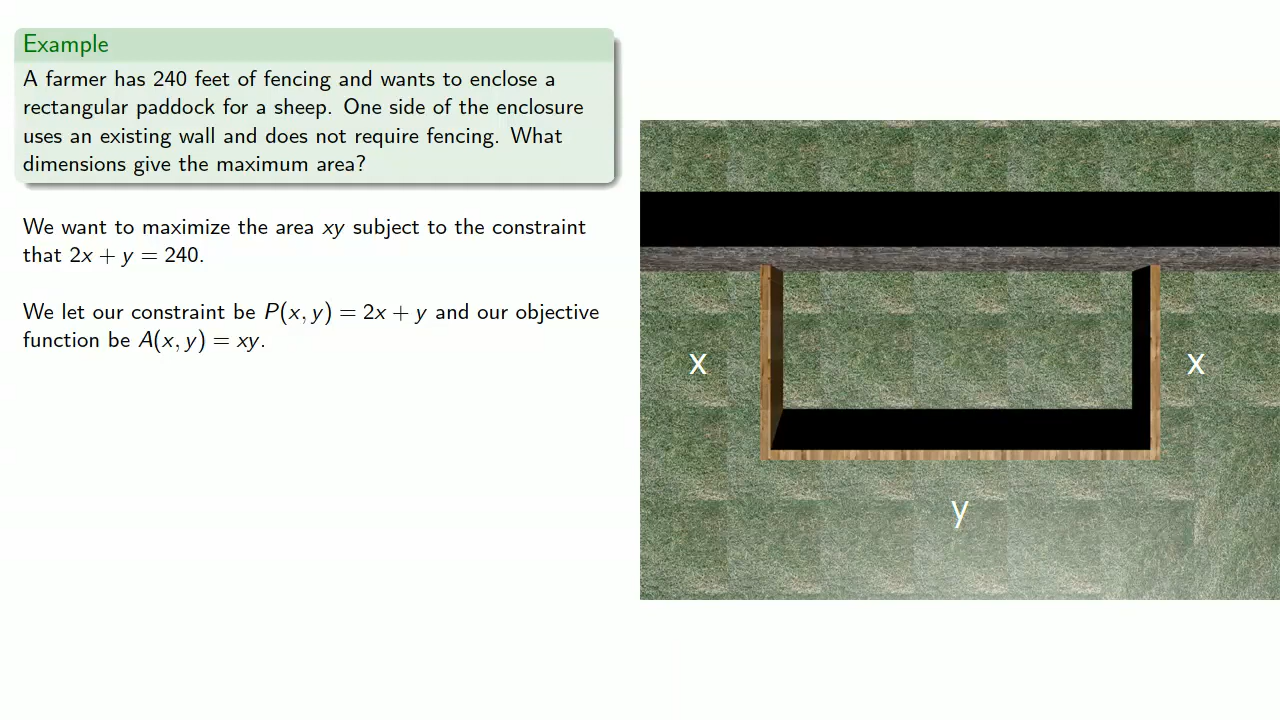 Example
A farmer has 240 feet of fencing and wants to enclose a
rectangular paddock for a sheep. One side of the enclosure
uses an existing wall and does not require fencing. What
dimensions give the maximum area?
We want to maximize the area xy subject to the constraint
that 2x + y = 240.
We let our constraint be P(x, y) = 2x + y and our objective
function be A(x, y) = xy.
x
x
y